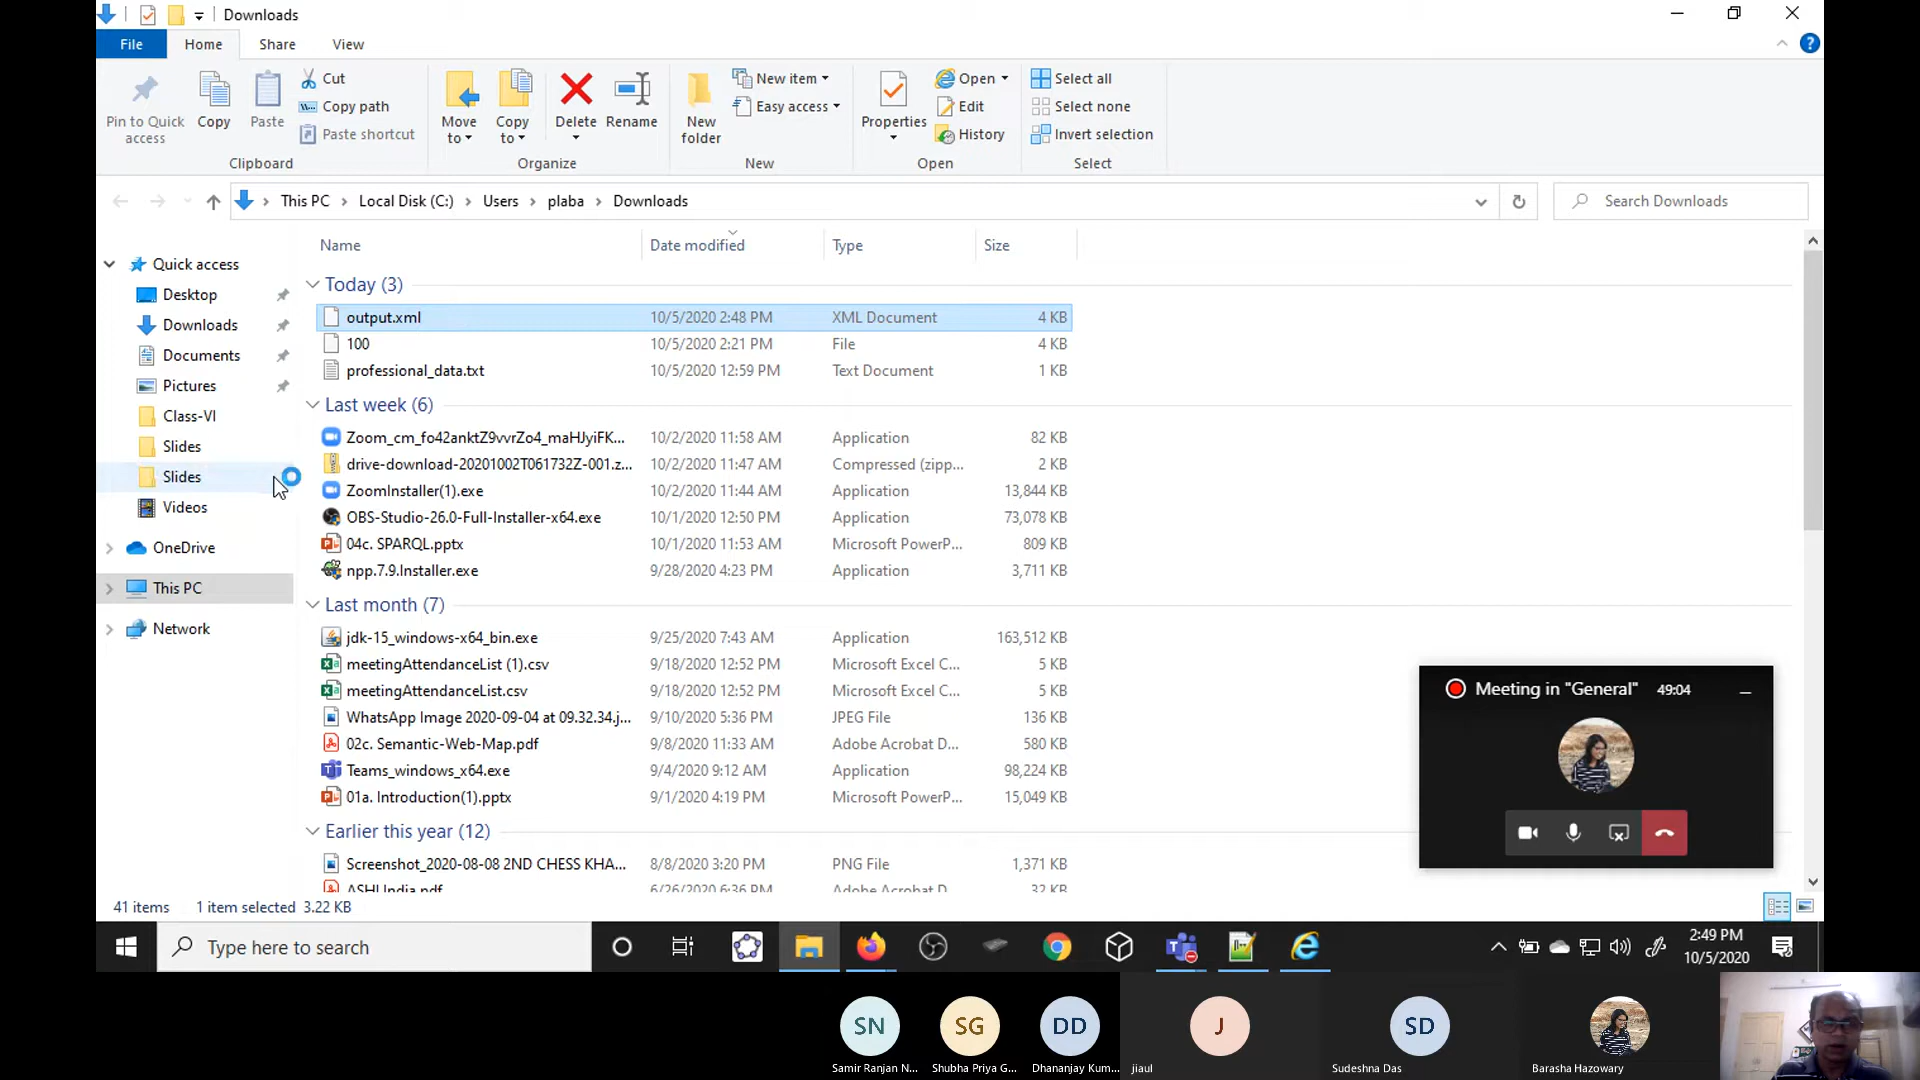 Downloads
File Home Share View
Pin to Quick access
Copy
Paste
Cut
Copy path
Paste shortcut
Clipboard
Move to
Copy to
Delete
Rename
Organize
New folder
New item
Easy access
New
Properties
Open
Edit
History
Open
Select all
Select none
Invert selection
Select
This PC Local Disk (C:) Users plaba Downloads
Search Downloads
Name Date modified Type Size
Quick access
Desktop
Downloads
Documents
Pictures
Class-VI
Slides
Slides
Videos
OneDrive
This PC
Network
Today (3)
output.xml 10/5/2020 2:48 PM XML Document 4 KB
100 10/5/2020 2:21 PM File 4 KB
professional_data.txt 10/5/2020 12:59 PM Text Document 1 KB
Last week (6)
Zoom_cm_fo42anktZ9vvrZo4_maHJyiFK... 10/2/2020 11:58 AM Application 82 KB
drive-download-20201002T061732Z-001.z... 10/2/2020 11:47 AM Compressed (zipp... 2 KB
ZoomInstaller(1).exe 10/2/2020 11:44 AM Application 13,844 KB
OBS-Studio-26.0-Full-Installer-x64.exe 10/1/2020 12:50 PM Application 73,078 KB
04c. SPARQL.pptx 10/1/2020 11:53 AM Microsoft PowerP... 809 KB
npp.7.9.Installer.exe 9/28/2020 4:23 PM Application 3,711 KB
Last month (7)
jdk-15_windows-x64_bin.exe 9/25/2020 7:43 AM Application 163,512 KB
meetingAttendanceList (1).csv 9/18/2020 12:52 PM Microsoft Excel C... 5 KB
meetingAttendanceList.csv 9/18/2020 12:52 PM Microsoft Excel C... 5 KB
WhatsApp Image 2020-09-04 at 09.32.34.j... 9/10/2020 5:36 PM JPEG File 136 KB
02c. Semantic-Web-Map.pdf 9/8/2020 11:33 AM Adobe Acrobat D... 580 KB
Teams_windows_x64.exe 9/4/2020 9:12 AM Application 98,224 KB
01a. Introduction(1).pptx 9/1/2020 4:19 PM Microsoft PowerP... 15,049 KB
Earlier this year (12)
Screenshot_2020-08-08 2ND CHESS KHA... 8/8/2020 3:20 PM PNG File 1,371 KB
ASHI India.pdf 6/26/2020 6:36 PM Adobe Acrobat D... 32 KB
Meeting in "General" 49:04
41 items 1 item selected 3.22 KB
Type here to search
2:49 PM
10/5/2020
SN SG DD J SD
Samir Ranjan N... Shubha Priya G... Dhananjay Kum... jiaul Sudeshna Das Barasha Hazowary